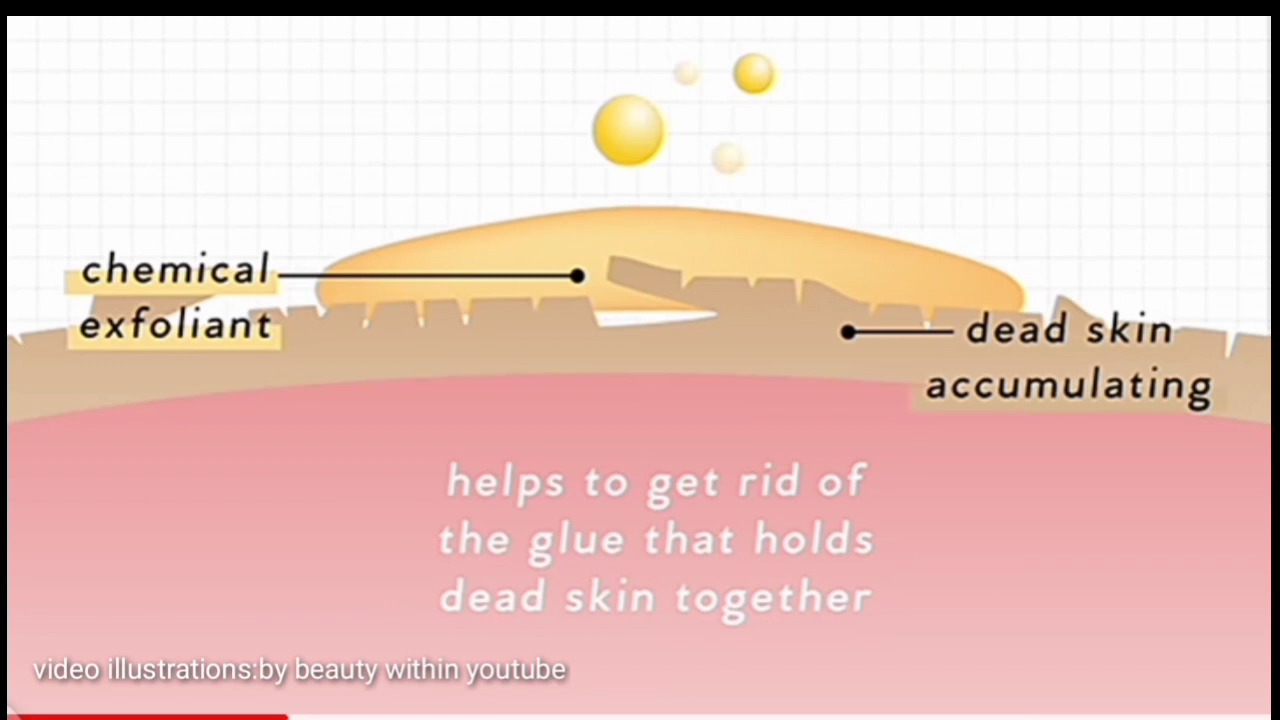 chemical
exfoliant
dead skin
accumulating
helps to get rid of
the glue that holds
dead skin together
video illustrations:by beauty within youtube